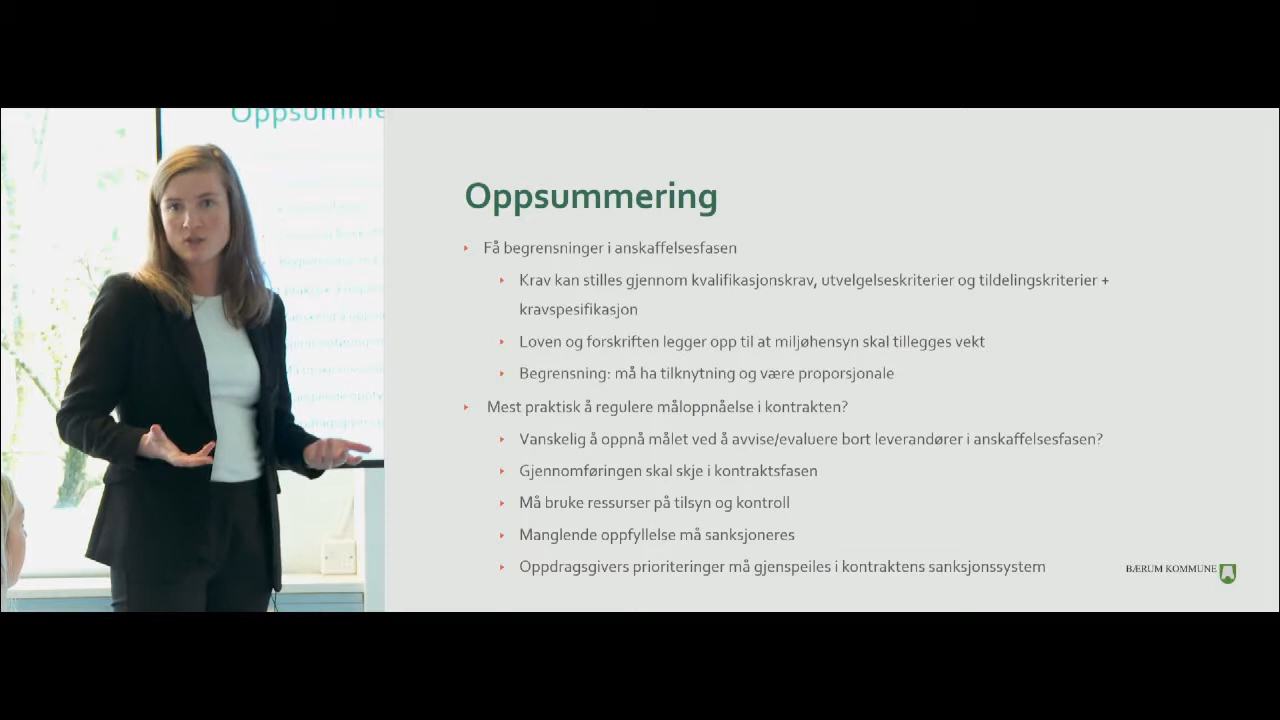 Oppsumme
Oppsummering
Få begrensninger i anskaffelsesfasen
Krav kan stilles gjennom kvalifikasjonskrav, utvelgelseskriterier og tildelingskriterier +
kravspesifikasjon
Loven og forskriften legger opp til at miljøhensyn skal tillegges vekt
Begrensning: må ha tilknytning og være proporsjonale
Mest praktisk å regulere måloppnåelse i kontrakten?
Vanskelig å oppnå målet ved å avvise/evaluere bort leverandører i anskaffelsesfasen?
Gjennomføringen skal skje i kontraktsfasen
Må bruke ressurser på tilsyn og kontroll
Manglende oppfyllelse må sanksjoneres
Oppdragsgivers prioriteringer må gjenspeiles i kontraktens sanksjonssystem
BÆRUM KOMMUNE